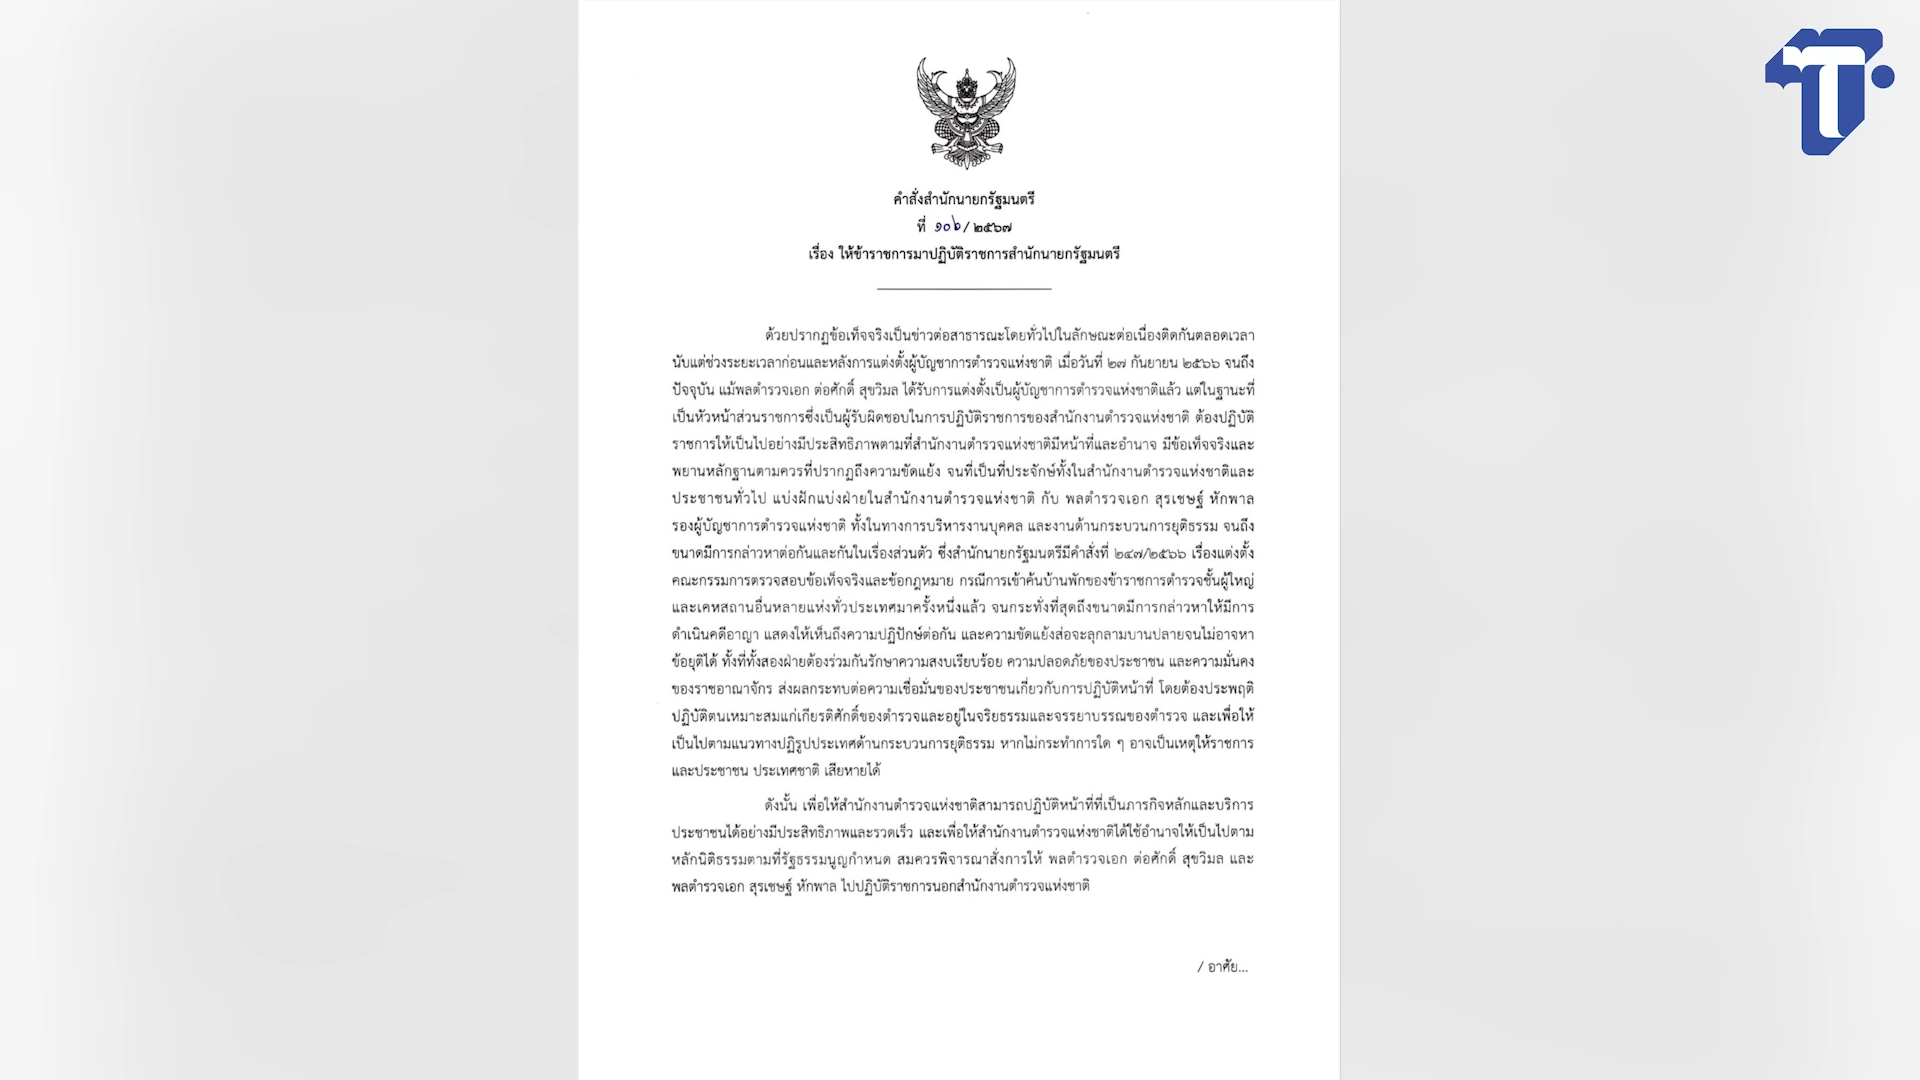 คำสั่งสำนักนายกรัฐมนตรี
ที่ ๑๐๖/ ๒๕๖๗
เรื่อง ให้ข้าราชการมาปฏิบัติราชการสำนักนายกรัฐมนตรี
ด้วยปรากฏข้อเท็จจริงเป็นข่าวต่อสาธารณะโดยทั่วไปในลักษณะต่อเนื่องติดกันตลอดเวลา
นับแต่ช่วงระยะเวลาก่อนและหลังการแต่งตั้งผู้บัญชาการตำรวจแห่งชาติ เมื่อวันที่ ๒๗ กันยายน ๒๕๖๖ จนถึง
ปัจจุบัน แม้พลตำรวจเอก ต่อศักดิ์ สุขวิมล ได้รับการแต่งตั้งเป็นผู้บัญชาการตำรวจแห่งชาติแล้ว แต่ในฐานะที่
เป็นหัวหน้าส่วนราชการซึ่งเป็นผู้รับผิดชอบในการปฏิบัติราชการของสำนักงานตำรวจแห่งชาติ ต้องปฏิบัติ
ราชการให้เป็นไปอย่างมีประสิทธิภาพตามที่สำนักงานตำรวจแห่งชาติมีหน้าที่และอำนาจ มีข้อเท็จจริงและ
พยานหลักฐานตามควรที่ปรากฏถึงความขัดแย้ง จนที่เป็นที่ประจักษ์ทั้งในสำนักงานตำรวจแห่งชาติและ
ประชาชนทั่วไป แบ่งฝักแบ่งฝ่ายในสำนักงานตำรวจแห่งชาติ กับ พลตำรวจเอก สุรเชษฐ์ หักพาล
รองผู้บัญชาการตำรวจแห่งชาติ ทั้งในทางการบริหารงานบุคคล และงานด้านกระบวนการยุติธรรม จนถึง
ขนาดมีการกล่าวหาต่อกันและกันในเรื่องส่วนตัว ซึ่งสำนักนายกรัฐมนตรีมีคำสั่งที่ ๒๔๗/๒๕๖๖ เรื่องแต่งตั้ง
คณะกรรมการตรวจสอบข้อเท็จจริงและข้อกฎหมาย กรณีการเข้าค้นบ้านพักของข้าราชการตำรวจชั้นผู้ใหญ่
และเคหสถานอื่นหลายแห่งทั่วประเทศมาครั้งหนึ่งแล้ว จนกระทั่งที่สุดถึงขนาดมีการกล่าวหาให้มีการ
ดำเนินคดีอาญา แสดงให้เห็นถึงความปฏิปักษ์ต่อกัน และความขัดแย้งส่อจะลุกลามบานปลายจนไม่อาจหา
ข้อยุติได้ ทั้งที่ทั้งสองฝ่ายต้องร่วมกันรักษาความสงบเรียบร้อย ความปลอดภัยของประชาชน และความมั่นคง
ของราชอาณาจักร ส่งผลกระทบต่อความเชื่อมั่นของประชาชนเกี่ยวกับการปฏิบัติหน้าที่ โดยต้องประพฤติ
ปฏิบัติตนเหมาะสมแก่เกียรติศักดิ์ของตำรวจและอยู่ในจริยธรรมและจรรยาบรรณของตำรวจ และเพื่อให้
เป็นไปตามแนวทางปฏิรูปประเทศด้านกระบวนการยุติธรรม หากไม่กระทำการใด ๆ อาจเป็นเหตุให้ราชการ
และประชาชน ประเทศชาติ เสียหายได้
ดังนั้น เพื่อให้สำนักงานตำรวจแห่งชาติสามารถปฏิบัติหน้าที่ที่เป็นภารกิจหลักและบริการ
ประชาชนได้อย่างมีประสิทธิภาพและรวดเร็ว และเพื่อให้สำนักงานตำรวจแห่งชาติได้ใช้อำนาจให้เป็นไปตาม
หลักนิติธรรมตามที่รัฐธรรมนูญกำหนด สมควรพิจารณาสั่งการให้ พลตำรวจเอก ต่อศักดิ์ สุขวิมล และ
พลตำรวจเอก สุรเชษฐ์ หักพาล ไปปฏิบัติราชการนอกสำนักงานตำรวจแห่งชาติ
/ อาศัย...